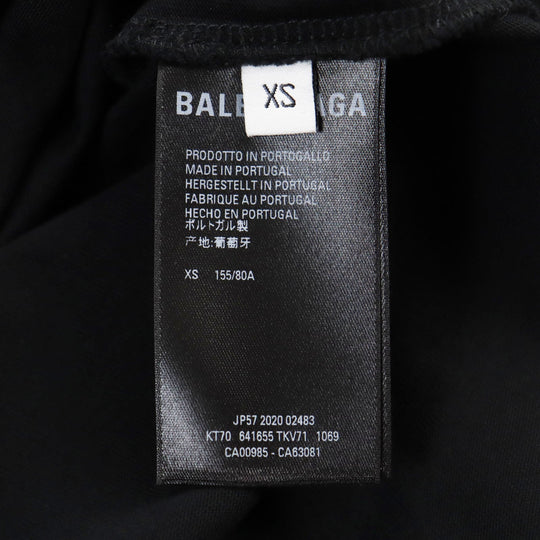 XS
PRODOTTO IN PORTOGALLO
MADE IN PORTUGAL
HERGESTELLT IN PORTUGAL
FABRIQUE AU PORTUGAL
HECHO EN PORTUGAL
ポルトガル製
产地:葡萄牙
XS 155/80A
JP57 2020 02483
KT70 641655 TKV71 1069
CA00985 - CA63081